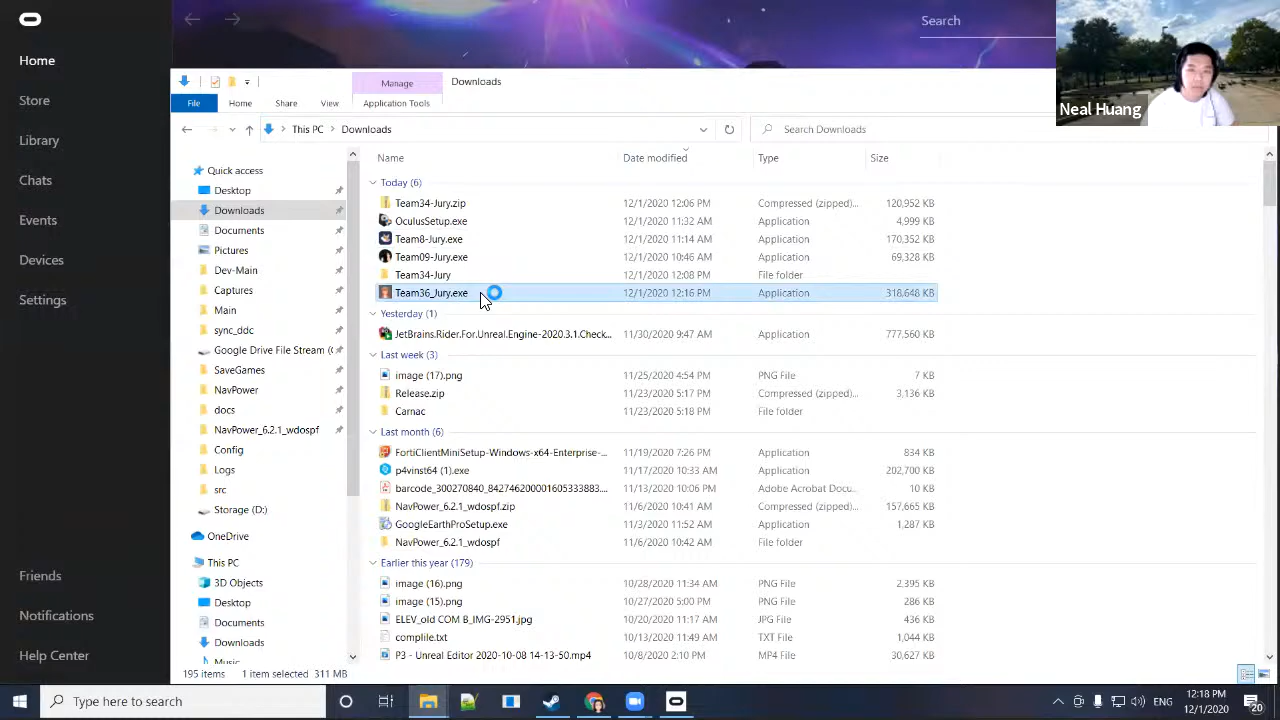 Search
Neal Huang
Home
Store
Library
Chats
Events
Devices
Settings
Friends
Notifications
Help Center
Manage
Downloads
File
Home
Share
View
Application Tools
This PC
Downloads
Search Downloads
Name
Date modified
Type
Size
Quick access
Desktop
Downloads
Documents
Pictures
Dev-Main
Captures
Main
sync_ddc
Google Drive File Stream (
SaveGames
NavPower
docs
NavPower_6.2.1_wdosfpt
Config
Logs
src
Storage (D:)
OneDrive
This PC
3D Objects
Desktop
Documents
Downloads
Music
Today (6)
Team34-Jury.zip 12/1/2020 12:06 PM Compressed (zipped)... 120,952 KB
OculusSetup.exe 12/1/2020 11:32 AM Application 4,999 KB
Team8-Jury.exe 12/1/2020 11:14 AM Application 170,352 KB
Team09-Jury.exe 12/1/2020 10:46 AM Application 69,328 KB
Team34-Jury 12/1/2020 12:08 PM File folder
Team36_Jury.exe 12/1/2020 12:16 PM Application 318,648 KB
Yesterday (1)
JetBrains.Rider.For.Unreal.Engine-2020.3.1.Check... 11/30/2020 9:47 AM Application 777,560 KB
Last week (3)
image (17).png 11/25/2020 4:54 PM PNG File 7 KB
Release.zip 11/23/2020 5:17 PM Compressed (zipped)... 3,136 KB
Carnac 11/23/2020 5:18 PM File folder
Last month (6)
FortiClientMiniSetup-Windows-x64-Enterprise-... 11/19/2020 7:26 PM Application 834 KB
p4vinst64 (1).exe 11/17/2020 10:33 AM Application 202,700 KB
barcode_300270840_842746200001605333883.... 11/13/2020 10:06 PM Adobe Acrobat Docu... 10 KB
NavPower_6.2.1_wdosfpt.zip 11/6/2020 10:41 AM Compressed (zipped)... 157,665 KB
GoogleEarthProSetup.exe 11/3/2020 11:52 AM Application 1,287 KB
NavPower_6.2.1_wdosfpt 11/6/2020 10:42 AM File folder
Earlier this year (179)
image (16).png 10/28/2020 11:34 AM PNG File 2,395 KB
image (15).png 10/27/2020 5:00 PM PNG File 286 KB
ELEV_old COM B_IMG-2951.jpg 10/20/2020 11:17 AM JPG File 436 KB
complile.txt 10/13/2020 11:49 AM TXT File 1,044 KB
P3 - Unreal Editor 2020-10-08 14-13-50.mp4 10/8/2020 2:10 PM MP4 File 30,627 KB
195 items 1 item selected 311 MB
Type here to search
ENG
12:18 PM
12/1/2020
20